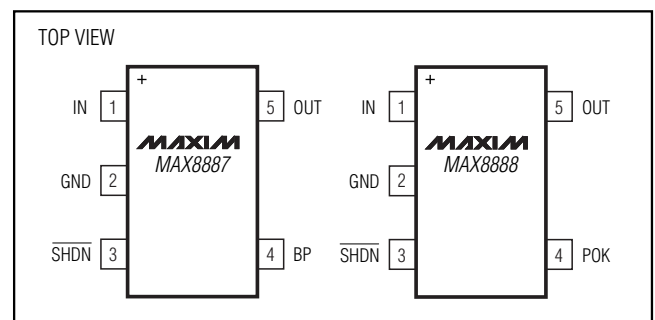 TOP VIEW
+
IN 1
5 OUT
MAXIM
MAX8887
GND 2
SHDN 3
4 BP
+
IN 1
5 OUT
MAXIM
MAX8888
GND 2
SHDN 3
4 POK